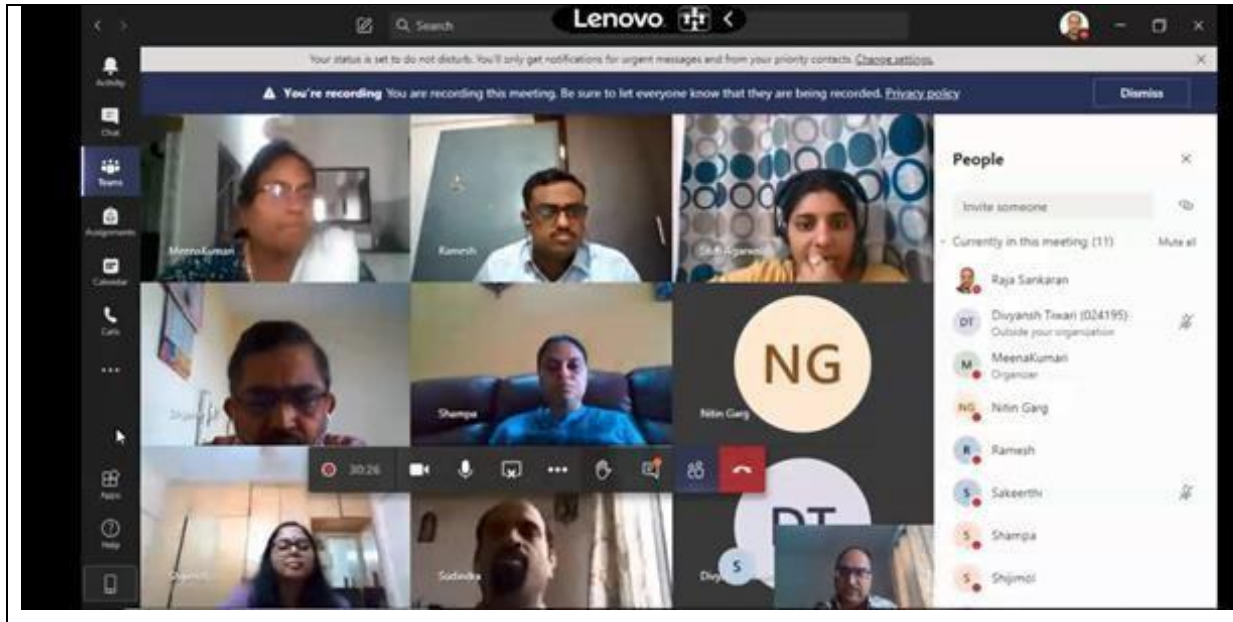 Search
Lenovo
Your status is set to do not disturb. You'll only get notifications for urgent messages and from your priority contacts. Change settings.
You're recording You are recording this meeting. Be sure to let everyone know that they are being recorded. Privacy policy
Dismiss
Activity
Chat
Teams
Assignments
Calendar
Calls
Apps
Help
MeenaKumari
Ramesh
Shampa
NG
Nitin Garg
30:26
Sudindra
DT
S
People
Invite someone
Currently in this meeting (11)
Mute all
Raja Sankaran
DT
Divyansh Tiwari (024195)
Outside your organization
M
MeenaKumari
Organizer
NG
Nitin Garg
R
Ramesh
S
Sakeerthi
S
Shampa
S
Shijimol